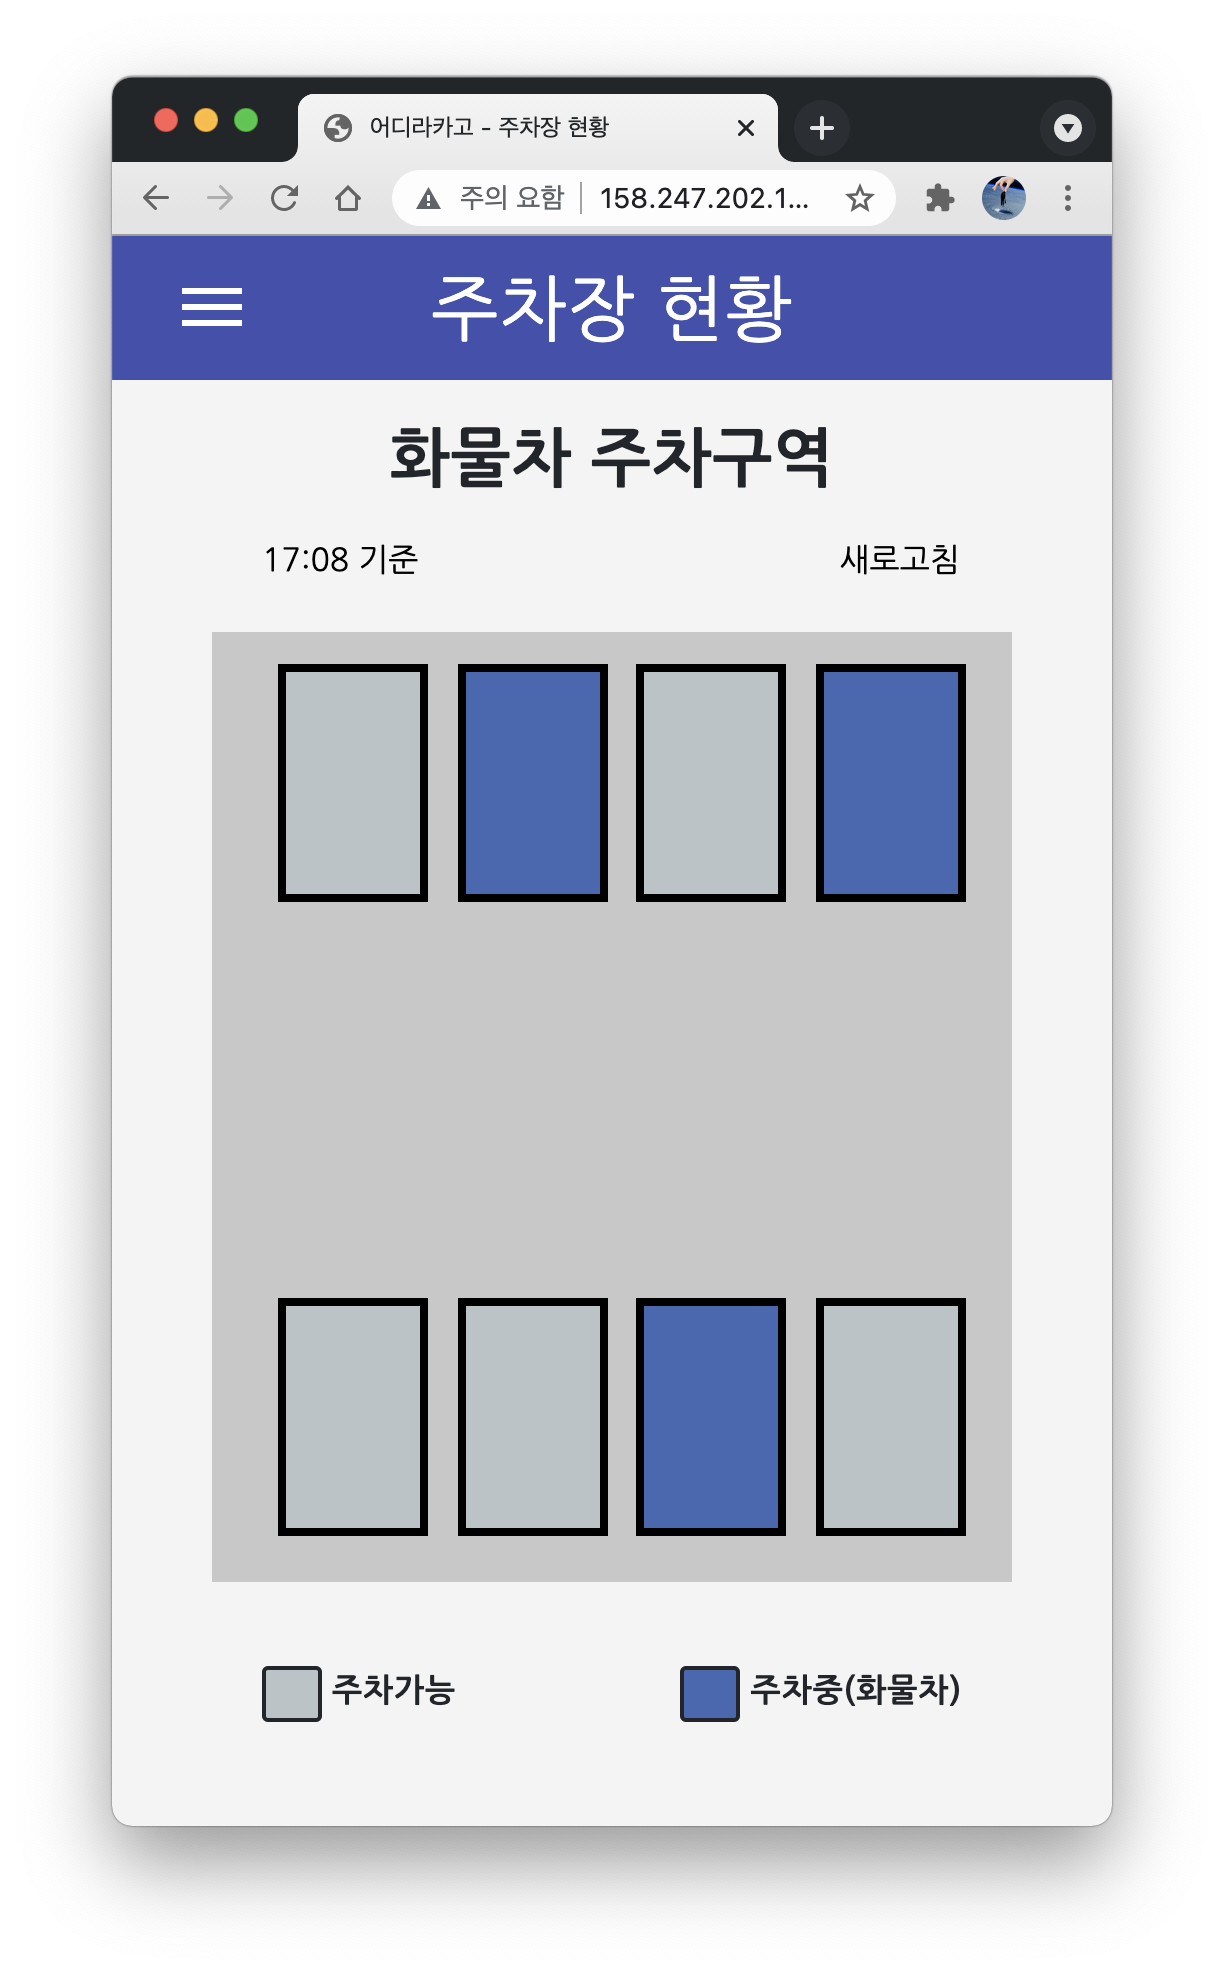 어디라카고 - 주차장 현황
주의 요함 158.247.202.1...
주차장 현황
화물차 주차구역
17:08 기준 새로고침
주차가능 주차중(화물차)